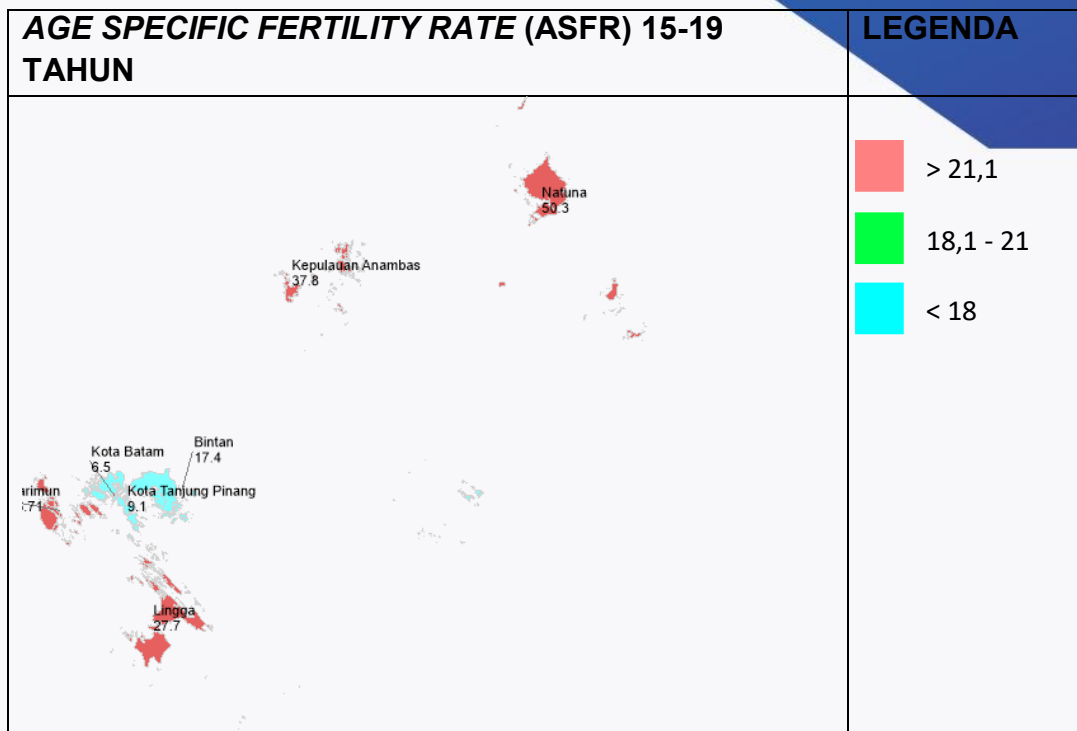 AGE SPECIFIC FERTILITY RATE (ASFR) 15-19
TAHUN
LEGENDA
> 21,1
18,1 - 21
< 18
Natuna
50.3
Kepulauan Anambas
37.8
Bintan
17.4
Kota Batam
6.5
arimun
Kota Tanjung Pinang
9.1
Lingga
27.7